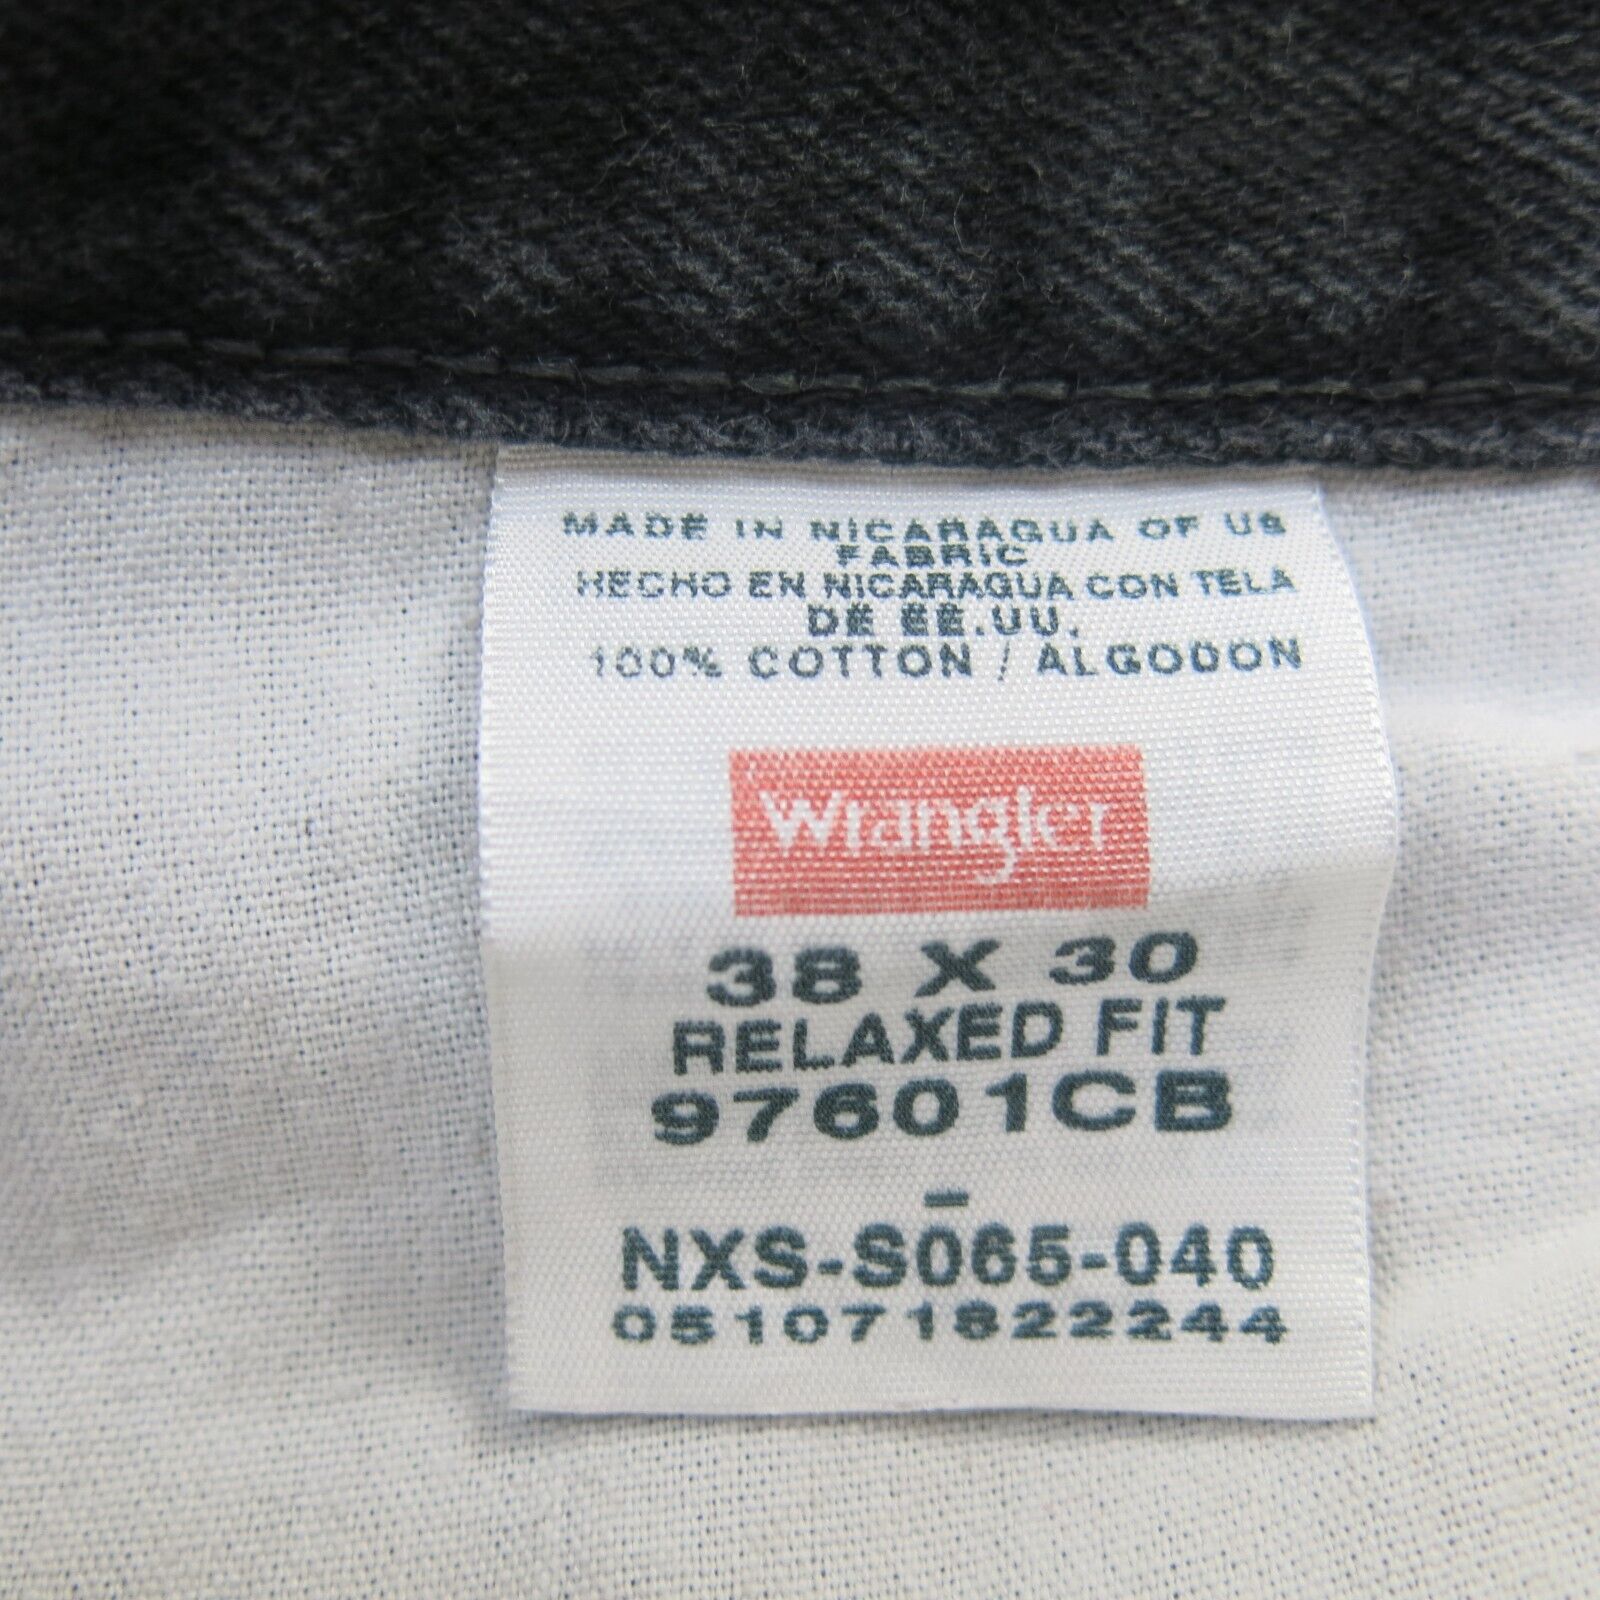 MADE IN NICARAGUA OF US
FABRIC
HECHO EN NICARAGUA CON TELA
DE EE.UU.
100% COTTON / ALGODON
Wrangler
38 X 30
RELAXED FIT
97601CB
-
NXS-S065-040
051071822244